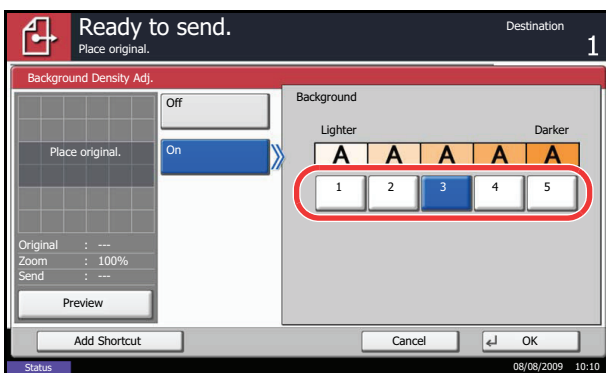 Ready to send.
Place original.
Destination
1
Background Density Adj.
Place original.
Original : ---
Zoom : 100%
Send : ---
Preview
Off
On
Background
Lighter Darker
A A A A A
1 2 3 4 5
Add Shortcut
Cancel
OK
Status
08/08/2009 10:10